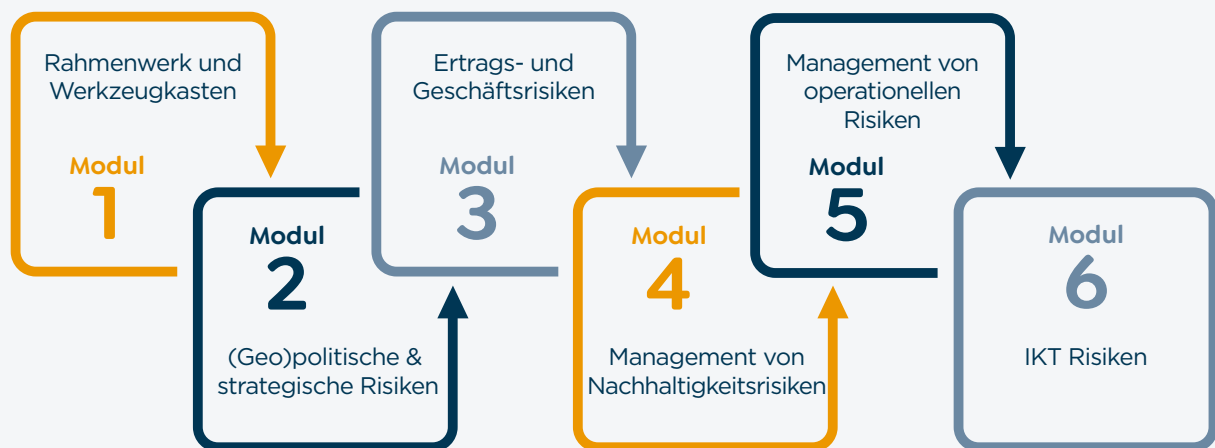 Rahmenwerk und
Werkzeugkasten
Modul
1
Modul
2
(Geo)politische &
strategische Risiken
Ertrags- und
Geschäftsrisiken
Modul
3
Modul
4
Management von
Nachhaltigkeitsrisiken
Management von
operationellen
Risiken
Modul
5
Modul
6
IKT Risiken